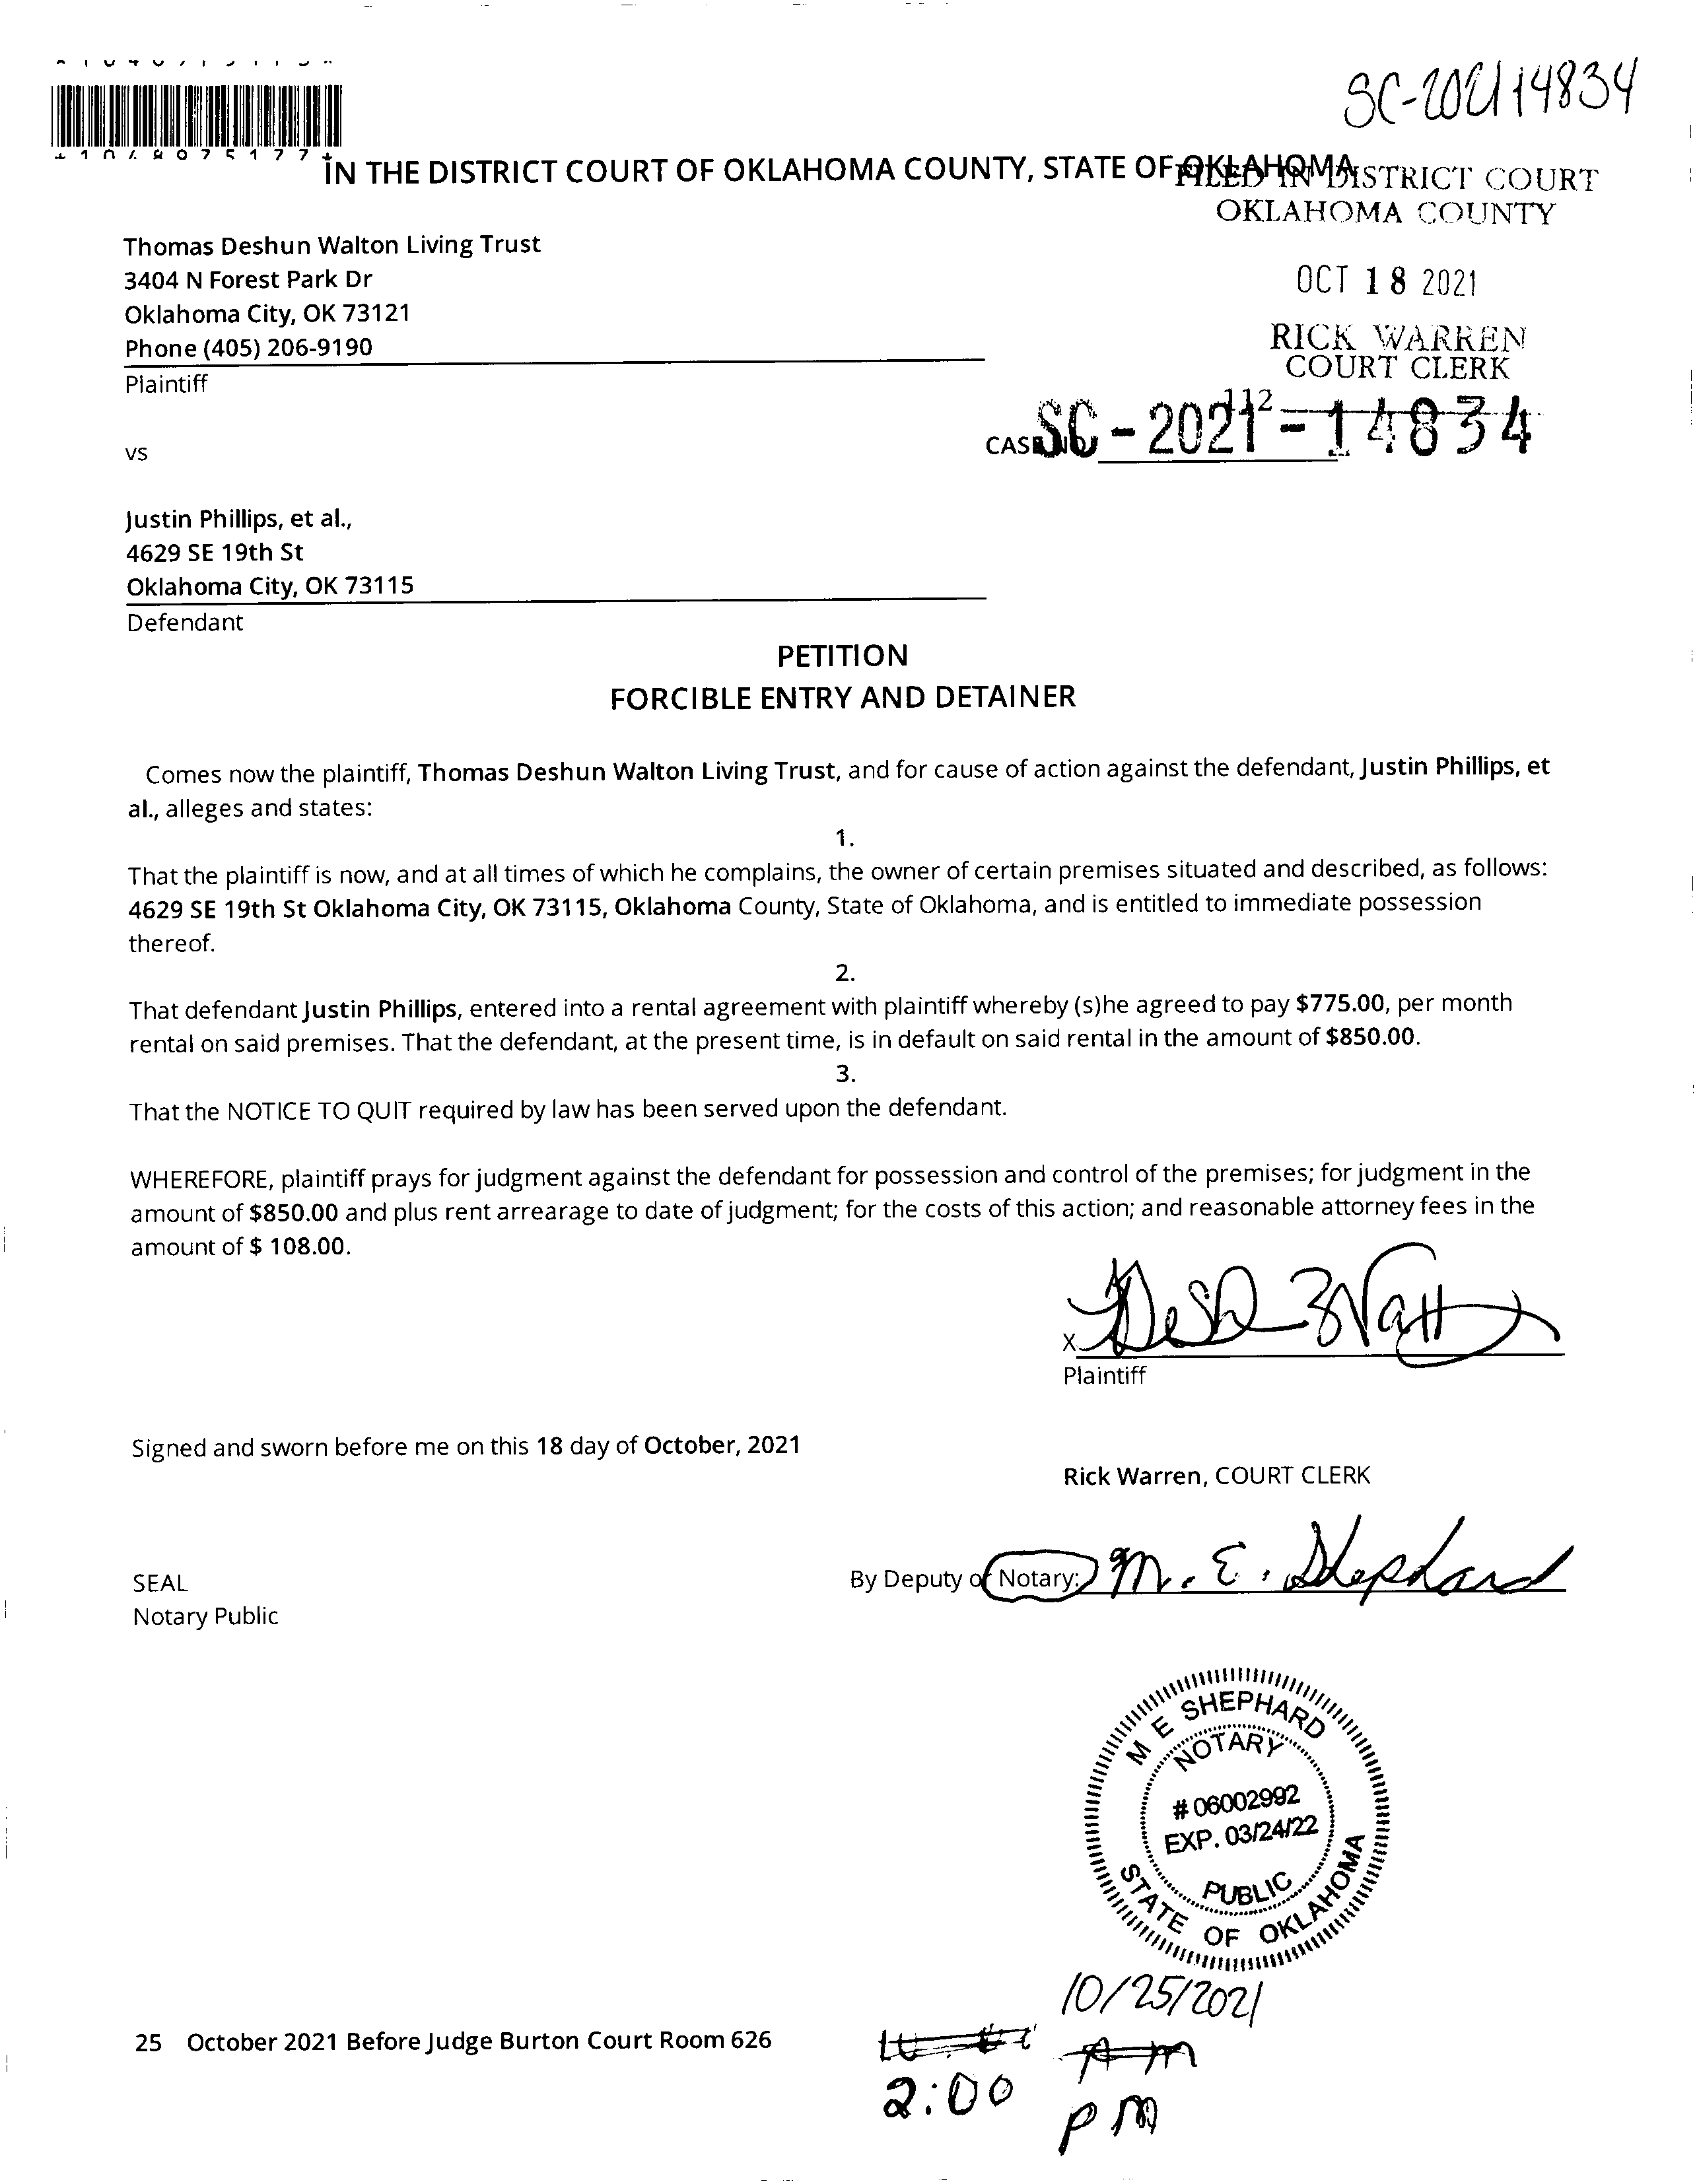 SC-202114834
*1048975177*
IN THE DISTRICT COURT OF OKLAHOMA COUNTY, STATE OF OKLAHOMA
FILED IN DISTRICT COURT
OKLAHOMA COUNTY
Thomas Deshun Walton Living Trust
3404 N Forest Park Dr
OCT 18 2021
Oklahoma City, OK 73121
Phone (405) 206-9190
RICK WARREN
COURT CLERK
Plaintiff
112
SC-2021-14834
vs
Justin Phillips, et al.,
4629 SE 19th St
Oklahoma City, OK 73115
Defendant
PETITION
FORCIBLE ENTRY AND DETAINER
Comes now the plaintiff, Thomas Deshun Walton Living Trust, and for cause of action against the defendant, Justin Phillips, et
al., alleges and states:
1.
That the plaintiff is now, and at all times of which he complains, the owner of certain premises situated and described, as follows:
4629 SE 19th St Oklahoma City, OK 73115, Oklahoma County, State of Oklahoma, and is entitled to immediate possession
thereof.
2.
That defendant Justin Phillips, entered into a rental agreement with plaintiff whereby (s)he agreed to pay $775.00, per month
rental on said premises. That the defendant, at the present time, is in default on said rental in the amount of $850.00.
3.
That the NOTICE TO QUIT required by law has been served upon the defendant.
WHEREFORE, plaintiff prays for judgment against the defendant for possession and control of the premises; for judgment in the
amount of $850.00 and plus rent arrearage to date of judgment; for the costs of this action; and reasonable attorney fees in the
amount of $ 108.00.
X
Plaintiff
Signed and sworn before me on this 18 day of October, 2021
Rick Warren, COURT CLERK
SEAL
By Deputy or Notary: M. E. Shephard
Notary Public
M E SHEPHARD
NOTARY
# 06002992
EXP. 03/24/22
PUBLIC
STATE OF OKLAHOMA
10/25/2021
25 October 2021 Before Judge Burton Court Room 626
AM
2:00
PM